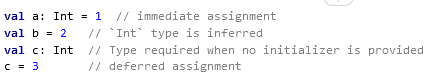 val a: Int = 1  // immediate assignment
val b = 2   // `Int` type is inferred
val c: Int  // Type required when no initializer is provided
c = 3       // deferred assignment